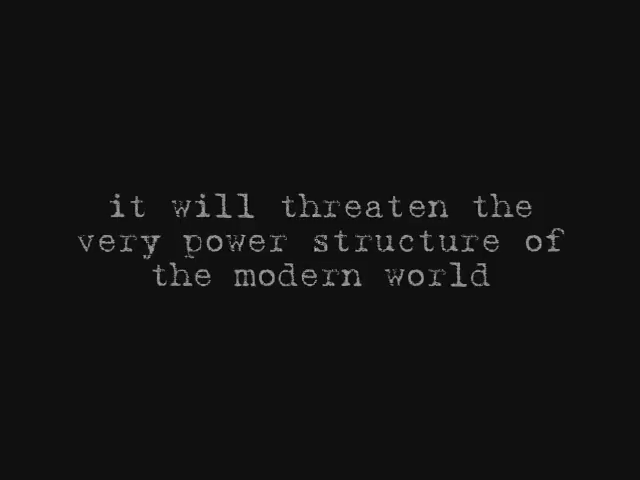 it will threaten the
very power structure of
the modern world